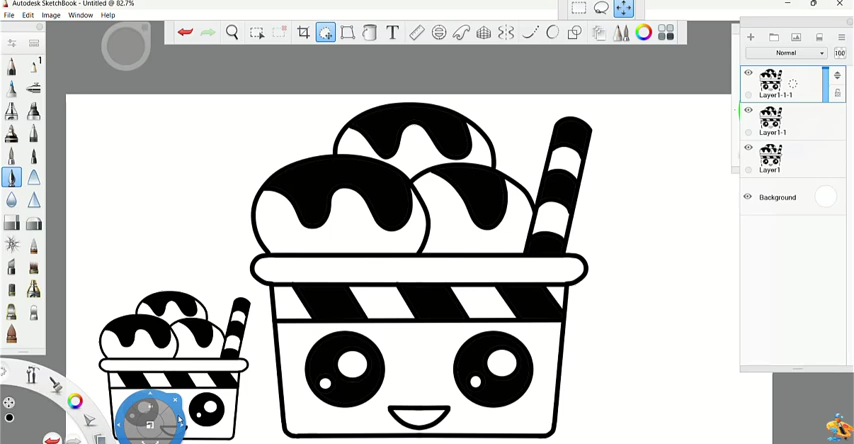 Autodesk SketchBook - Untitled @ 82.7%
File Edit Image Window Help
T
1
Normal
100
Layer1-1-1
Layer1-1
Layer1
Background